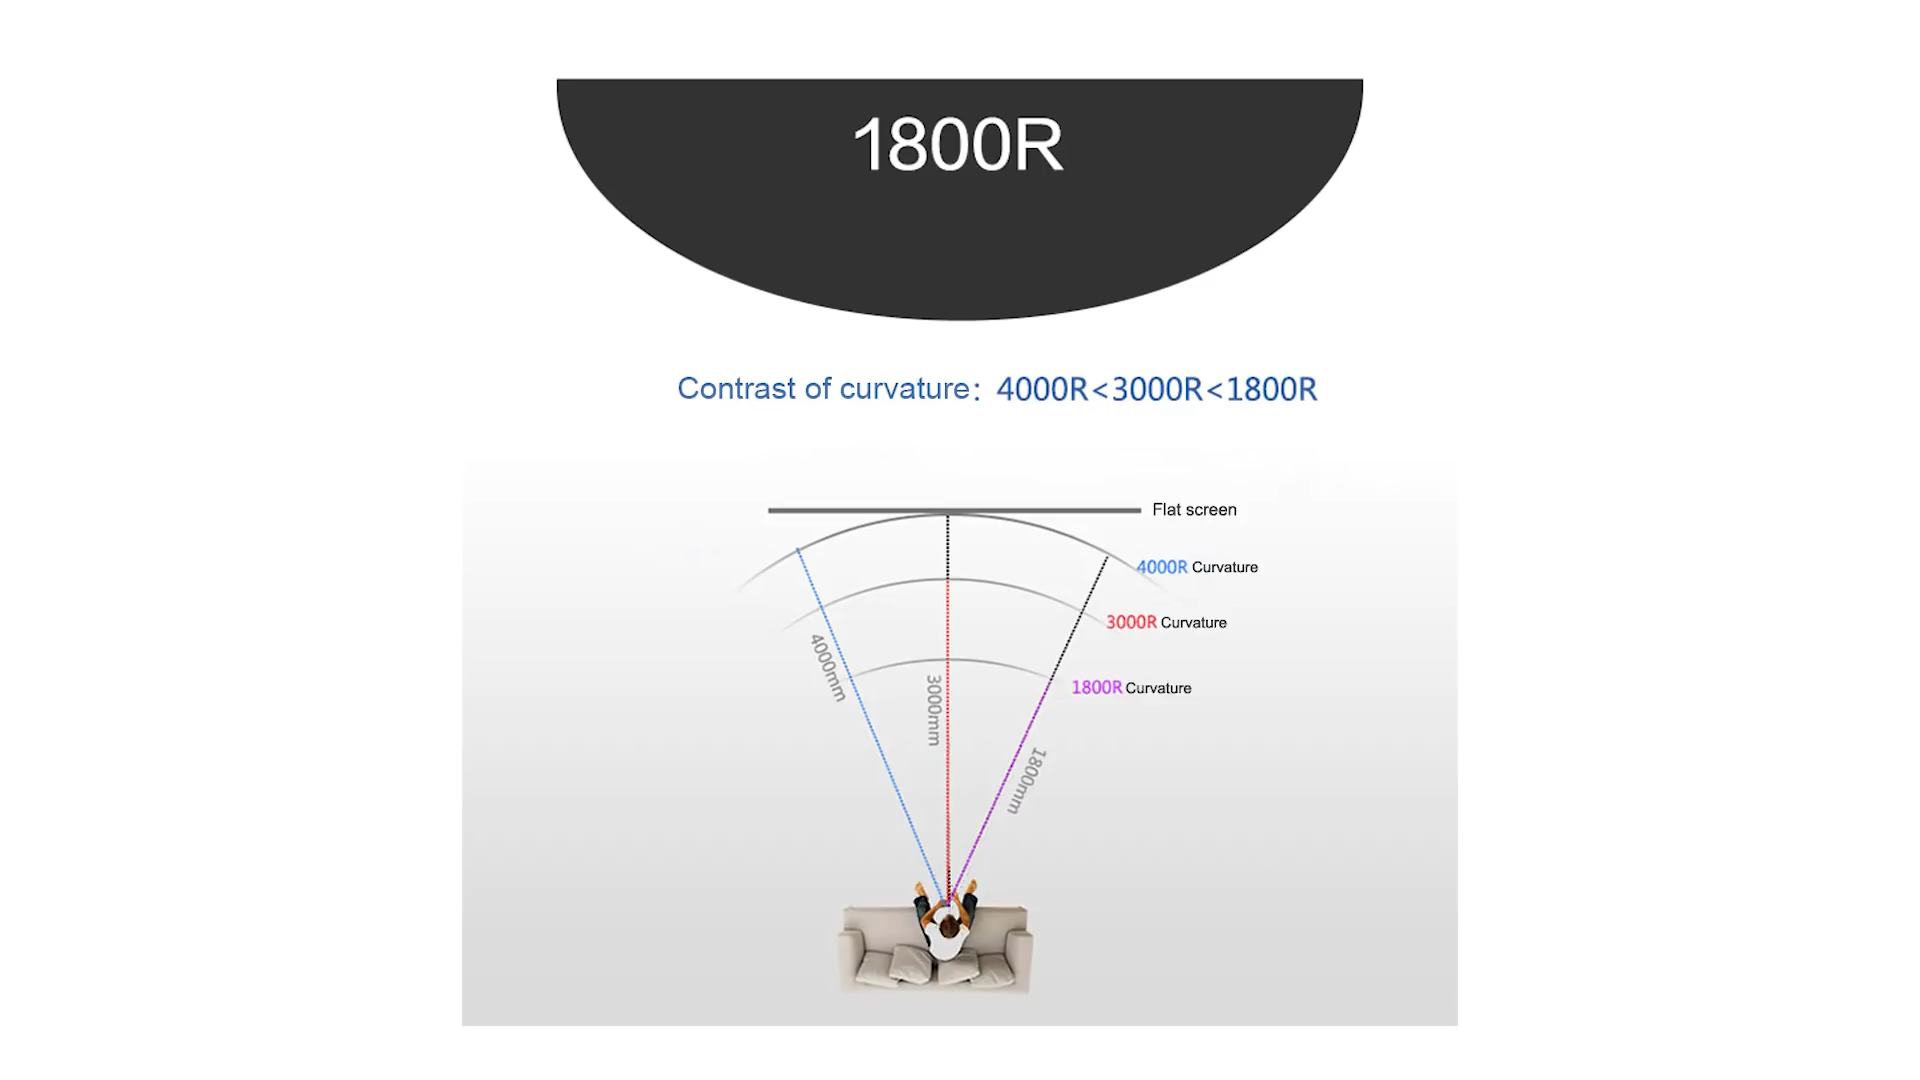 1800R
Contrast of curvature: 4000R<3000R<1800R
Flat screen
4000R Curvature
3000R Curvature
1800R Curvature
4000mm
3000mm
1800mm